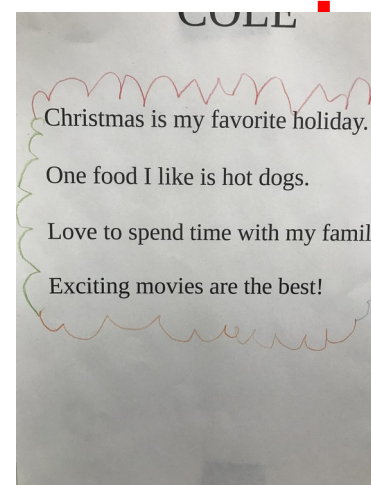 COLE
Christmas is my favorite holiday.
One food I like is hot dogs.
Love to spend time with my famil
Exciting movies are the best!